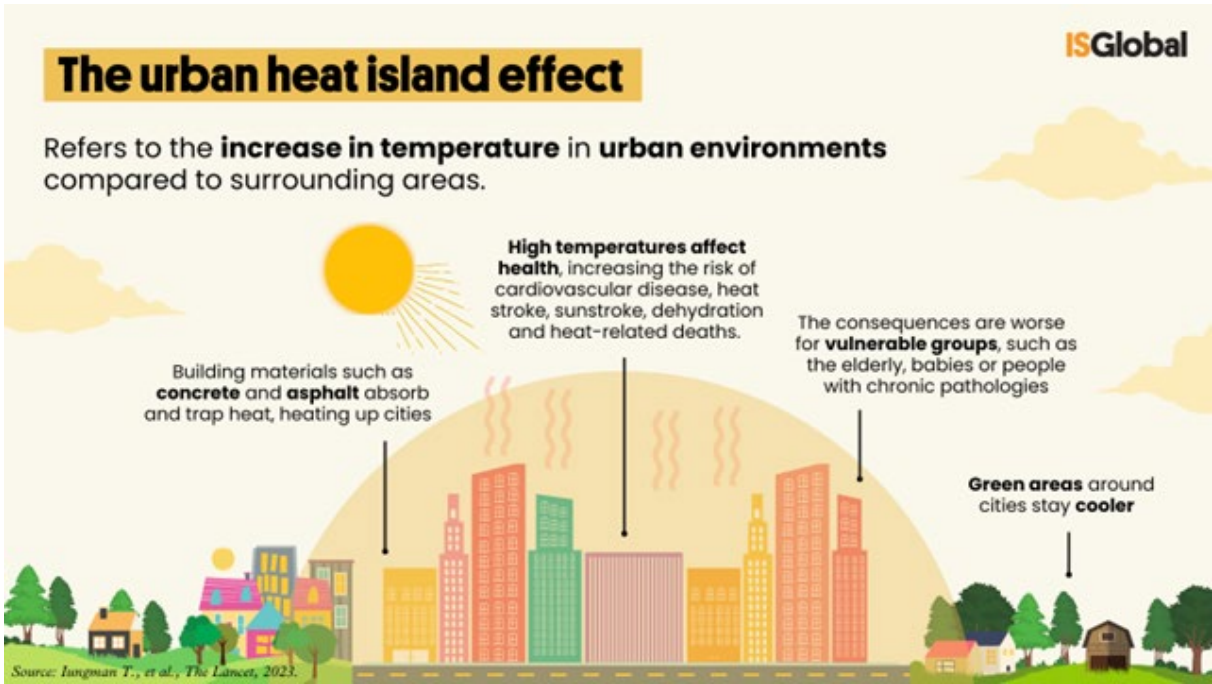 ISGlobal
The urban heat island effect
Refers to the increase in temperature in urban environments
compared to surrounding areas.
High temperatures affect
health, increasing the risk of
cardiovascular disease, heat
stroke, sunstroke, dehydration
and heat-related deaths.
The consequences are worse
for vulnerable groups, such as
the elderly, babies or people
with chronic pathologies
Building materials such as
concrete and asphalt absorb
and trap heat, heating up cities
Green areas around
cities stay cooler
Source: Iungman T., et al., The Lancet, 2023.